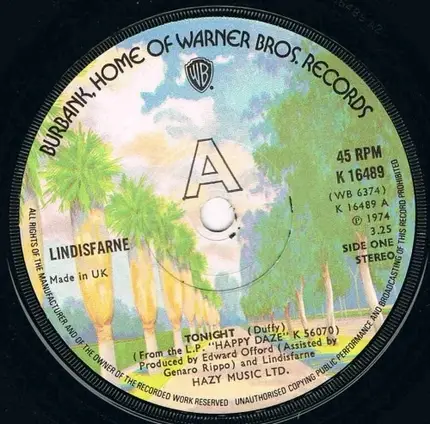 BURBANK, HOME OF WARNER BROS. RECORDS
WB
A
45 RPM
K 16489
(WB 6374)
K 16489 A
℗ 1974
3.25
SIDE ONE
STEREO
LINDISFARNE
Made in UK
TONIGHT (Duffy)
(From the L.P. "HAPPY DAZE" K 56070)
Produced by Edward Offord (Assisted by
Genaro Rippo) and Lindisfarne
HAZY MUSIC LTD.
ALL RIGHTS OF THE MANUFACTURER AND OF THE OWNER OF THE RECORDED WORK RESERVED · UNAUTHORISED COPYING PUBLIC PERFORMANCE AND BROADCASTING OF THIS RECORD PROHIBITED